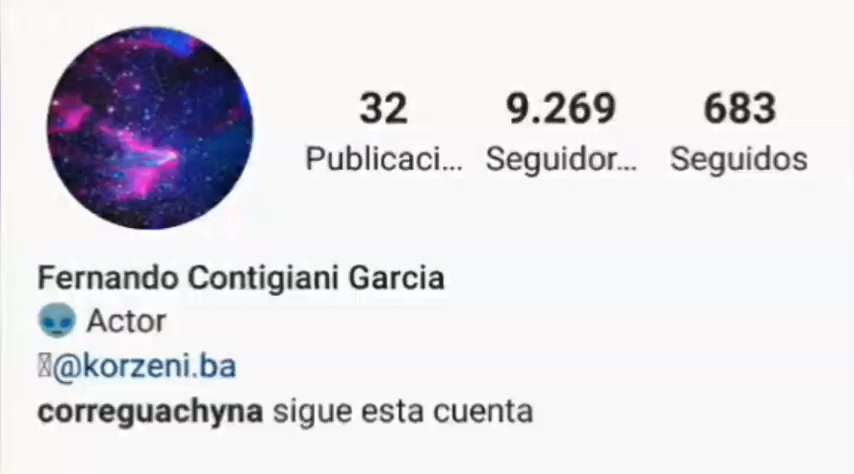 32 9.269 683
Publicaci... Seguidor... Seguidos
Fernando Contigiani Garcia
👽 Actor
@korzeni.ba
correguachyna sigue esta cuenta